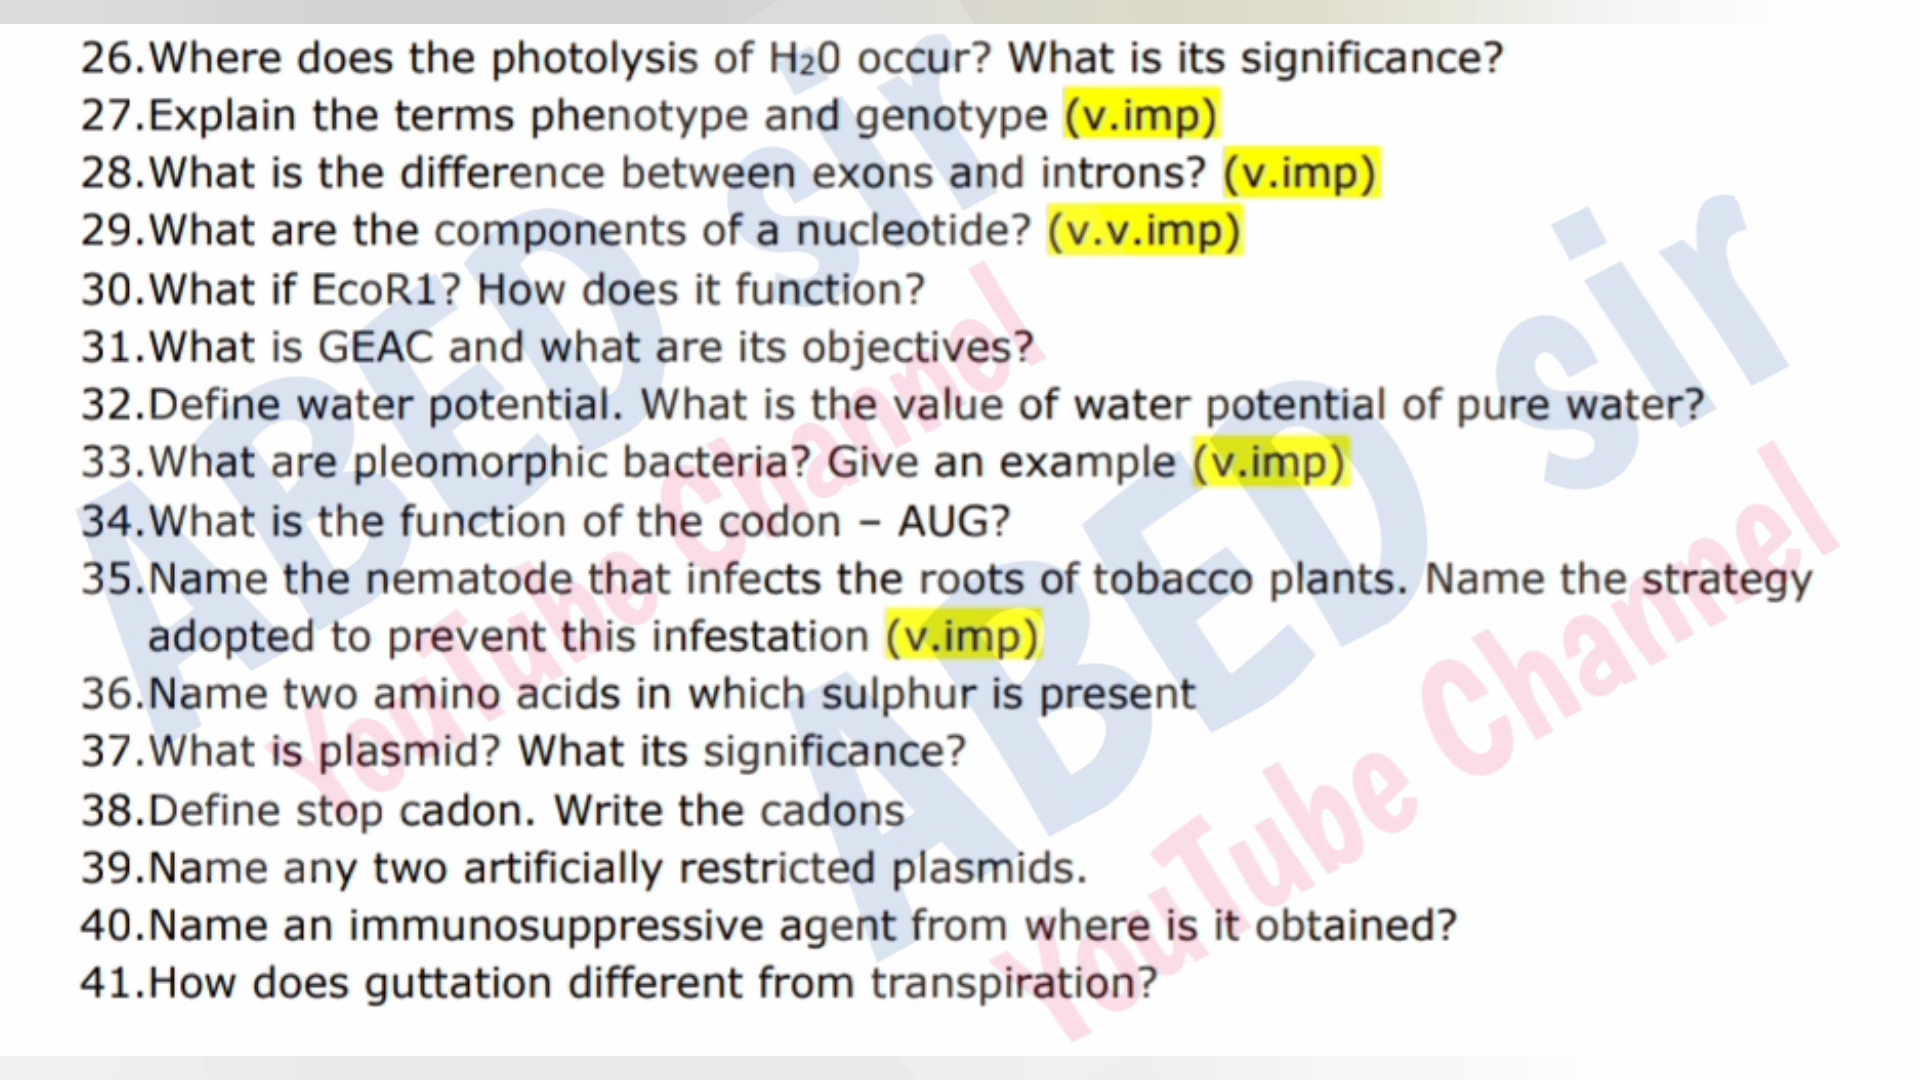 26.Where does the photolysis of H₂0 occur? What is its significance?
27.Explain the terms phenotype and genotype (v.imp)
28.What is the difference between exons and introns? (v.imp)
29.What are the components of a nucleotide? (v.v.imp)
30.What if EcoR1? How does it function?
31.What is GEAC and what are its objectives?
32.Define water potential. What is the value of water potential of pure water?
33.What are pleomorphic bacteria? Give an example (v.imp)
34.What is the function of the codon – AUG?
35.Name the nematode that infects the roots of tobacco plants. Name the strategy
adopted to prevent this infestation (v.imp)
36.Name two amino acids in which sulphur is present
37.What is plasmid? What its significance?
38.Define stop cadon. Write the cadons
39.Name any two artificially restricted plasmids.
40.Name an immunosuppressive agent from where is it obtained?
41.How does guttation different from transpiration?
ABED sir
YouTube Channel
ABED sir
YouTube Channel